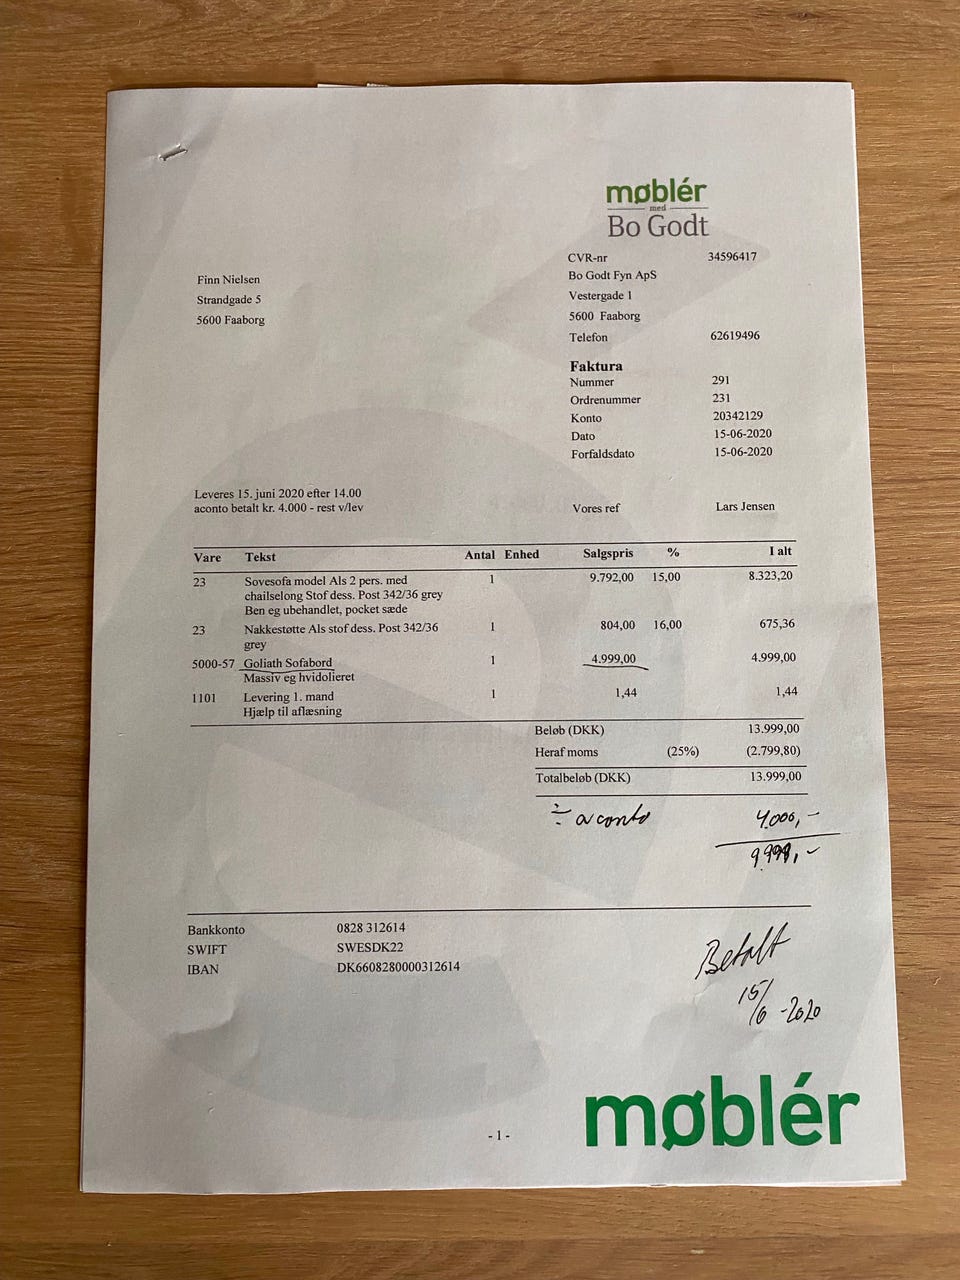 møblér
med
Bo Godt
CVR-nr 34596417
Bo Godt Fyn ApS
Vestergade 1
5600 Faaborg
Telefon 62619496
Finn Nielsen
Strandgade 5
5600 Faaborg
Faktura
Nummer 291
Ordrenummer 231
Konto 20342129
Dato 15-06-2020
Forfaldsdato 15-06-2020
Leveres 15. juni 2020 efter 14.00
aconto betalt kr. 4.000 - rest v/lev
Vores ref Lars Jensen
Vare Tekst Antal Enhed Salgspris % I alt
23 Sovesofa model Als 2 pers. med 1 9.792,00 15,00 8.323,20
chailselong Stof dess. Post 342/36 grey
Ben eg ubehandlet, pocket sæde
23 Nakkestøtte Als stof dess. Post 342/36 1 804,00 16,00 675,36
grey
5000-57 Goliath Sofabord 1 4.999,00 4.999,00
Massiv eg hvidolieret
1101 Levering 1. mand 1 1,44 1,44
Hjælp til aflæsning
Beløb (DKK) 13.999,00
Heraf moms (25%) (2.799,80)
Totalbeløb (DKK) 13.999,00
÷ aconto 4.000,-
9.999,-
Bankkonto 0828 312614
SWIFT SWESDK22
IBAN DK6608280000312614
Betalt
15/6 -2020
møblér
- 1 -